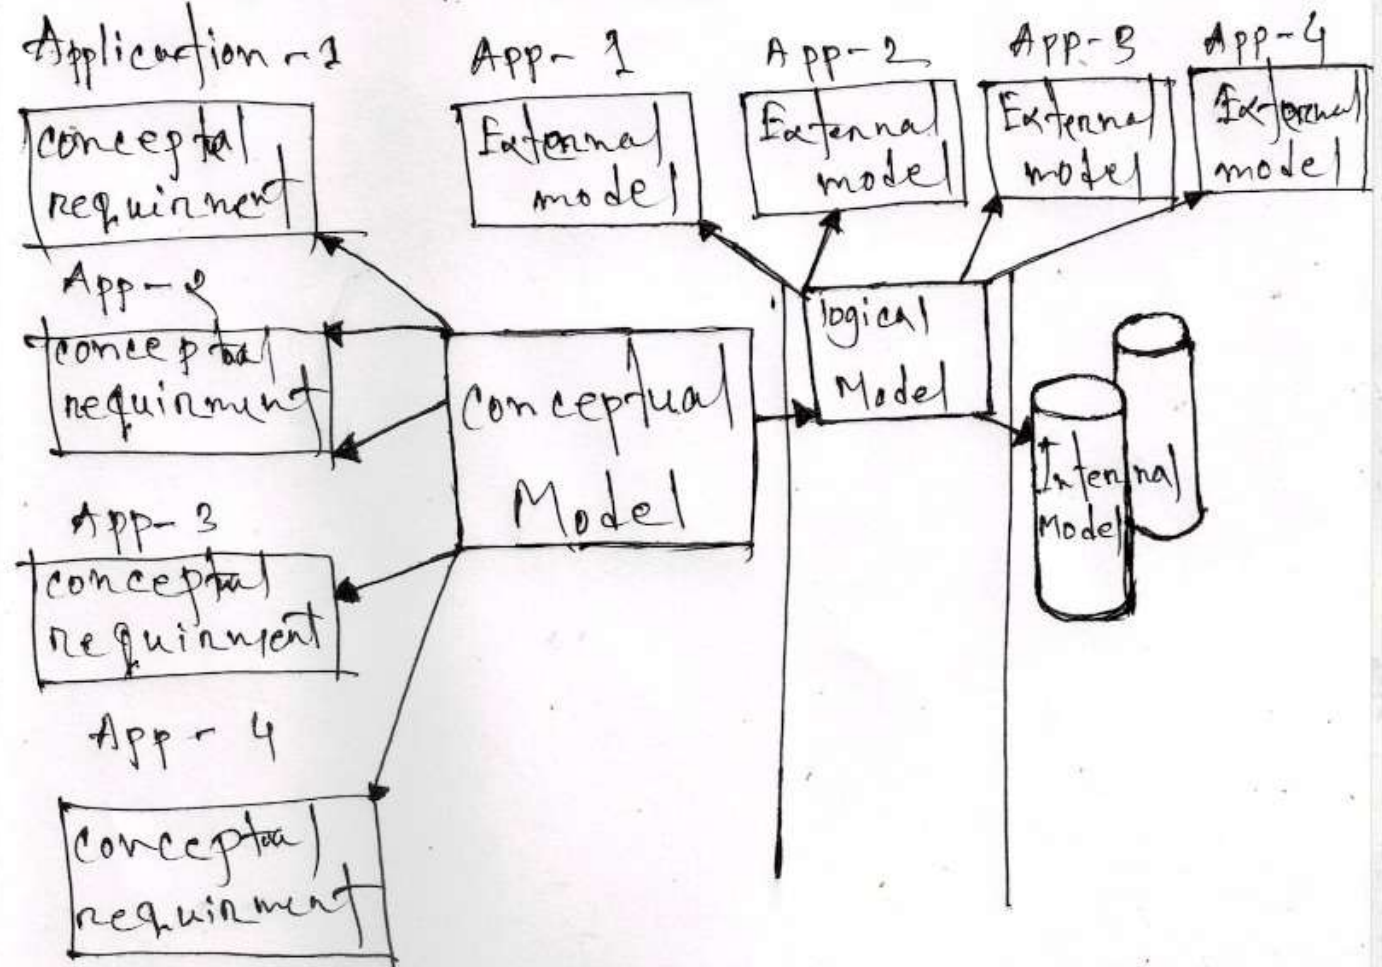 Application-1
conceptal
requirnent
App-2
conceptal
requirment
App-3
conceptal
requirment
App-4
conceptal
requirment
Conceptual
Model
App-1
External
model
App-2
External
model
App-3
External
model
App-4
External
model
logical
Model
Internal
Model